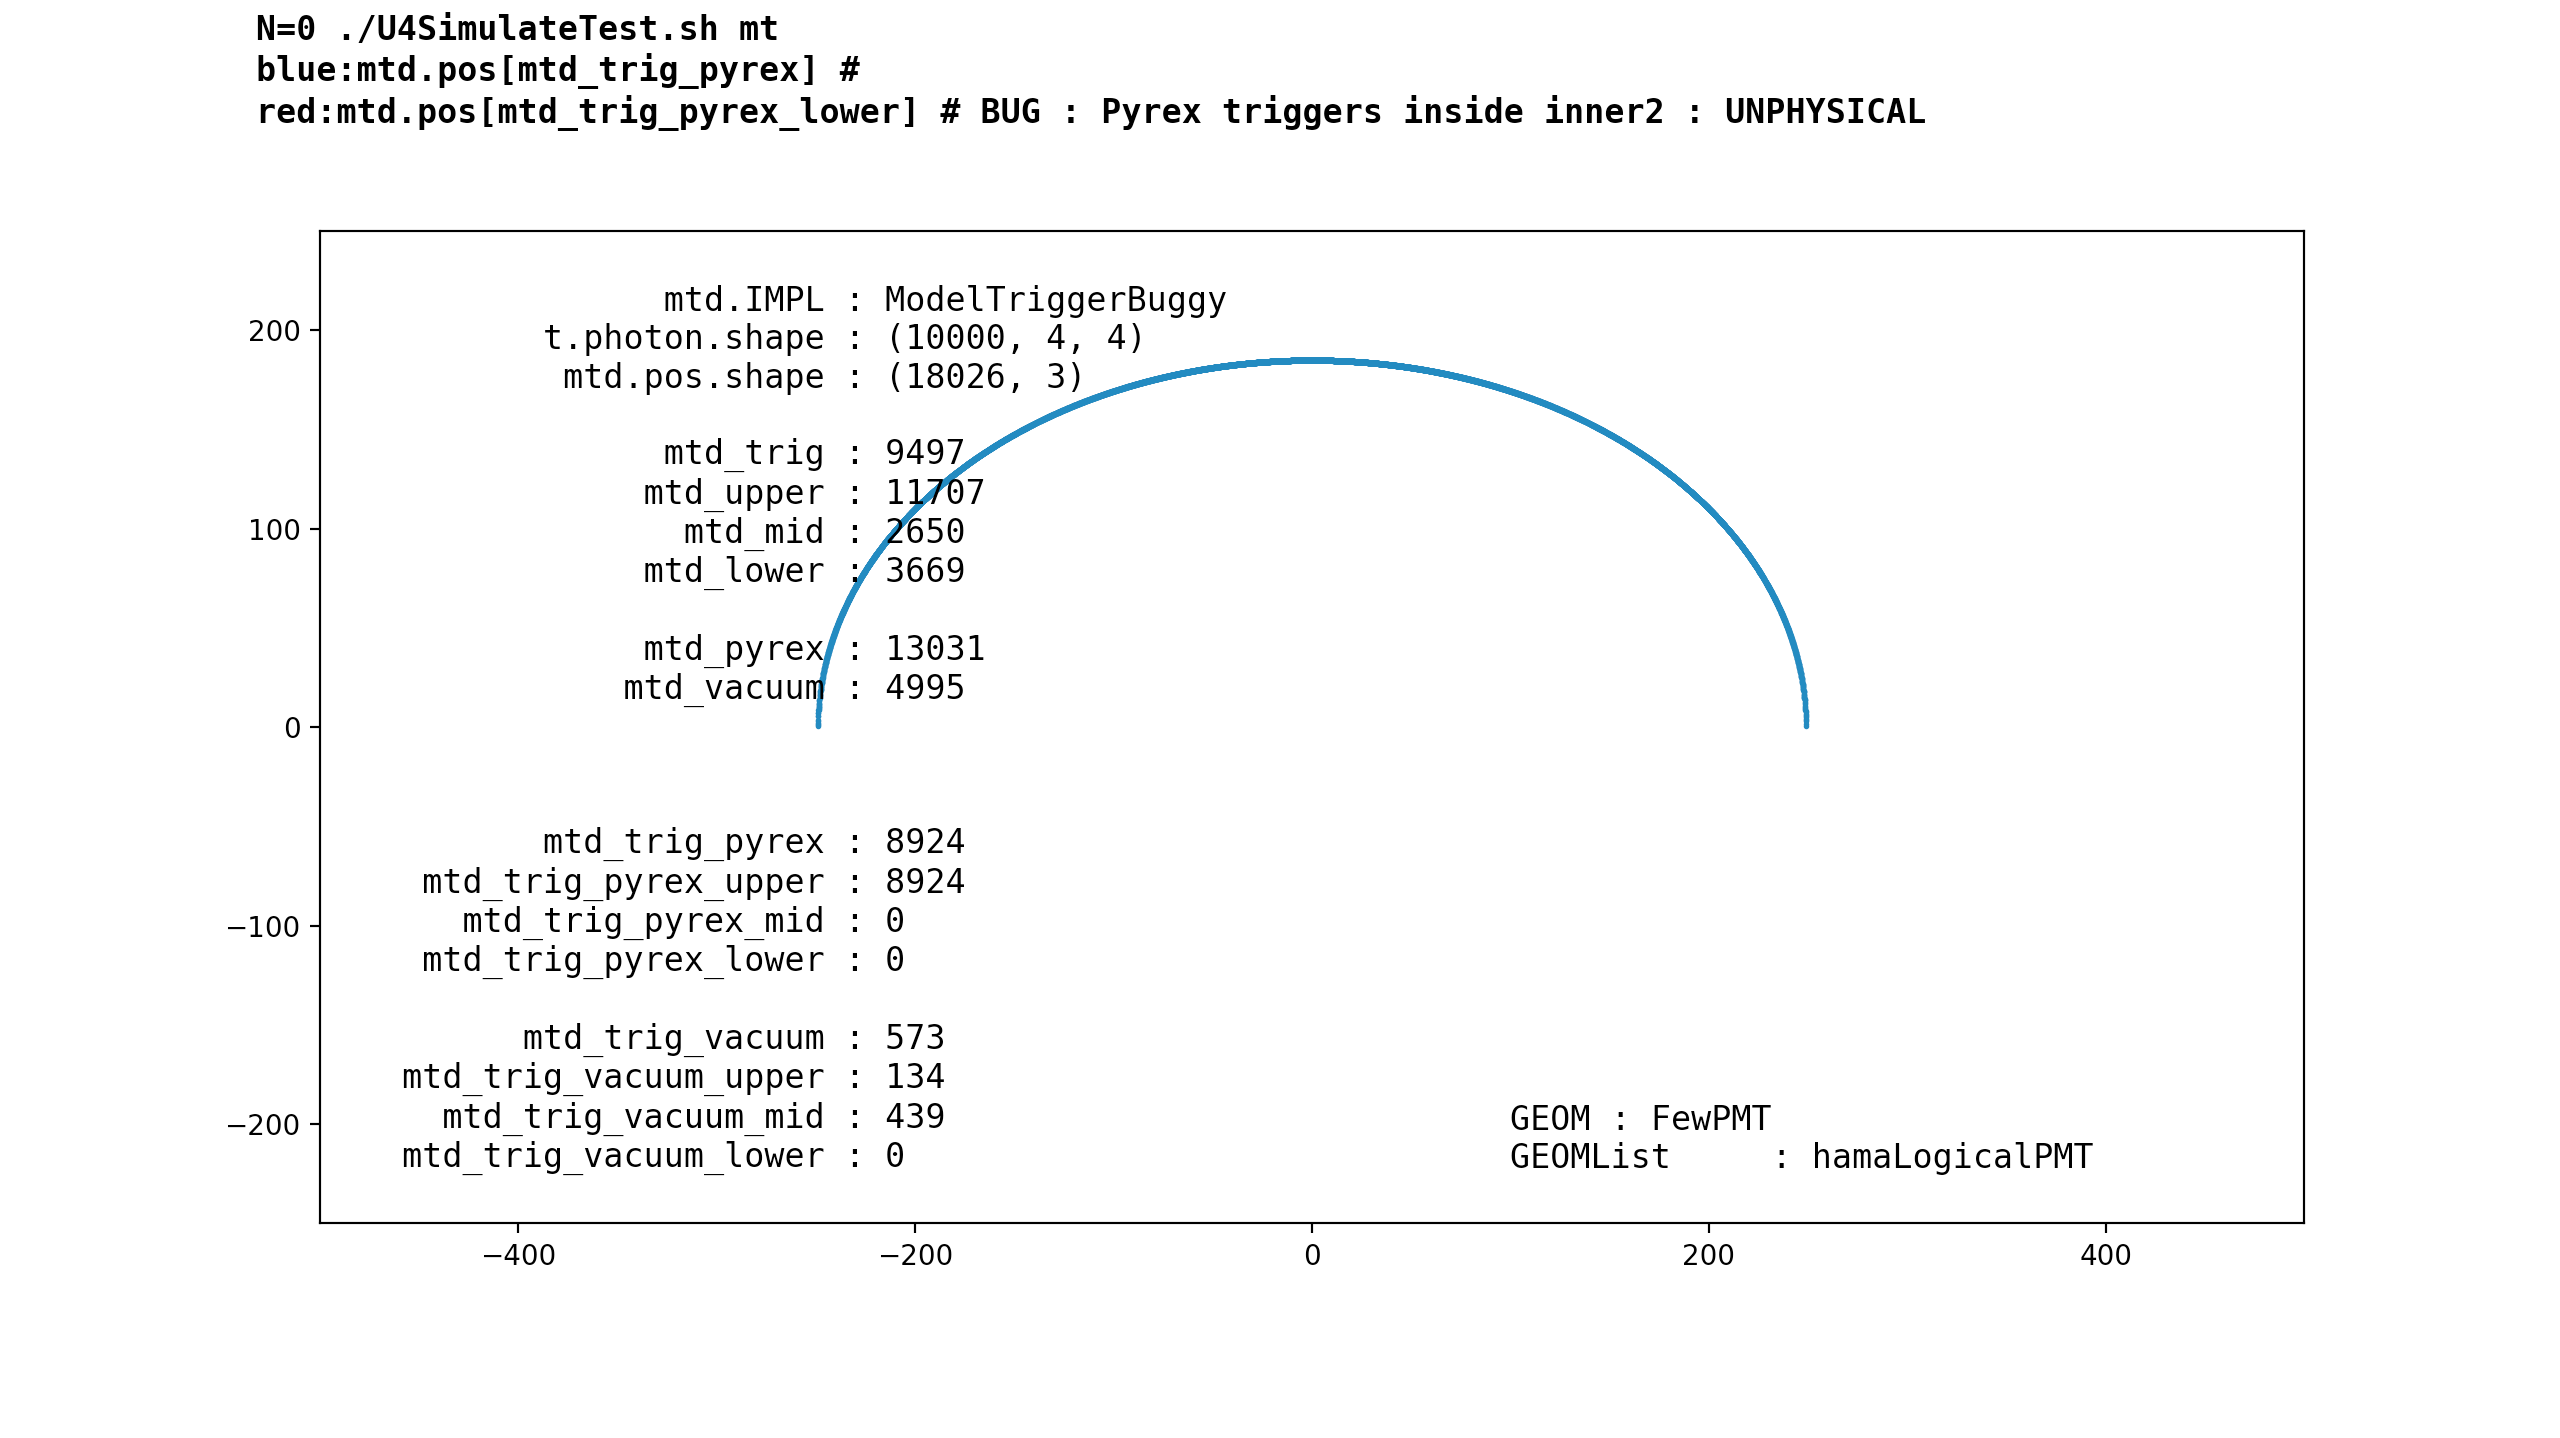 N=0 ./U4SimulateTest.sh mt
blue:mtd.pos[mtd_trig_pyrex] #
red:mtd.pos[mtd_trig_pyrex_lower] # BUG : Pyrex triggers inside inner2 : UNPHYSICAL
mtd.IMPL : ModelTriggerBuggy
t.photon.shape : (10000, 4, 4)
mtd.pos.shape : (18026, 3)
mtd_trig : 9497
mtd_upper : 11707
mtd_mid : 2650
mtd_lower : 3669
mtd_pyrex : 13031
mtd_vacuum : 4995
mtd_trig_pyrex : 8924
mtd_trig_pyrex_upper : 8924
mtd_trig_pyrex_mid : 0
mtd_trig_pyrex_lower : 0
mtd_trig_vacuum : 573
mtd_trig_vacuum_upper : 134
mtd_trig_vacuum_mid : 439
mtd_trig_vacuum_lower : 0
GEOM : FewPMT
GEOMList : hamaLogicalPMT
200
100
0
−100
−200
−400
−200
0
200
400